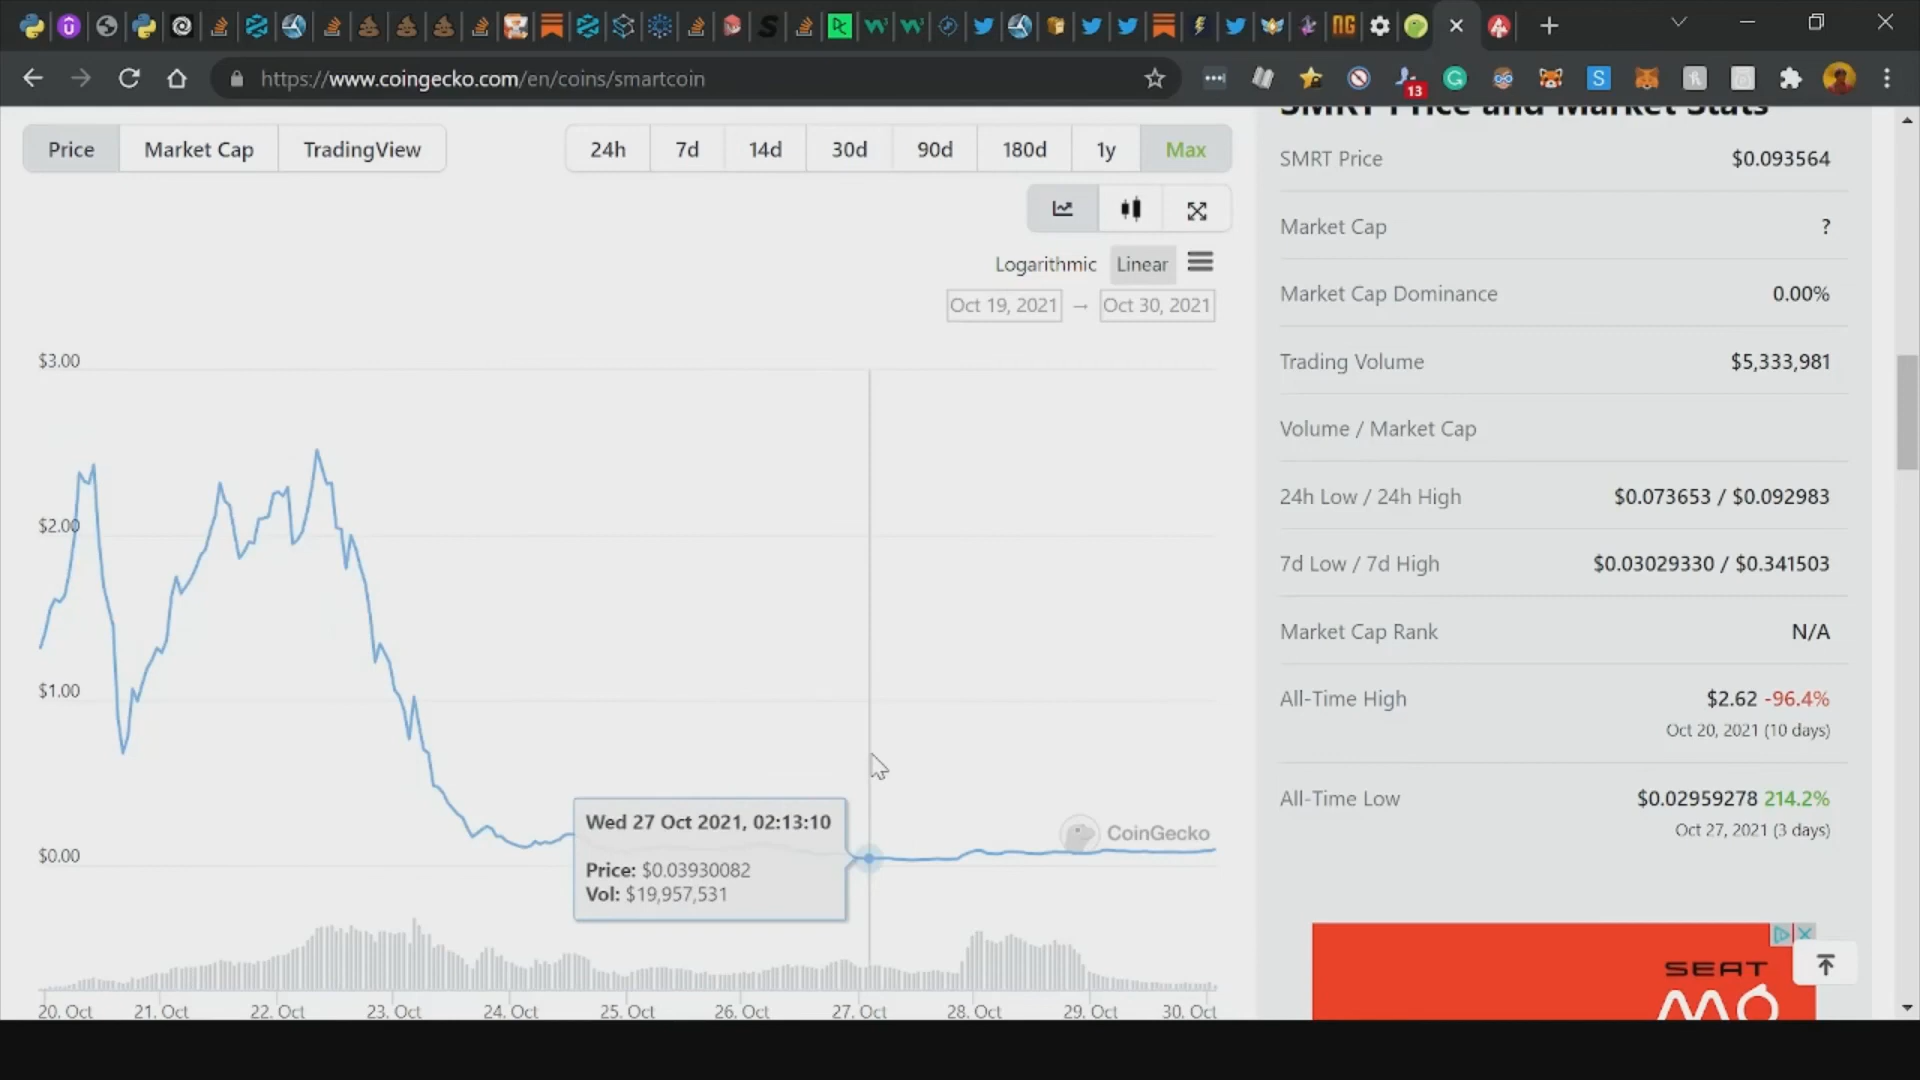 https://www.coingecko.com/en/coins/smartcoin
13
SMRT Price and Market Stats
Price
Market Cap
TradingView
24h
7d
14d
30d
90d
180d
1y
Max
Logarithmic
Linear
Oct 19, 2021 → Oct 30, 2021
$3.00
$2.00
$1.00
$0.00
Wed 27 Oct 2021, 02:13:10
Price: $0.03930082
Vol: $19,957,531
CoinGecko
20. Oct
21. Oct
22. Oct
23. Oct
24. Oct
25. Oct
26. Oct
27. Oct
28. Oct
29. Oct
30. Oct
SMRT Price $0.093564
Market Cap ?
Market Cap Dominance 0.00%
Trading Volume $5,333,981
Volume / Market Cap
24h Low / 24h High $0.073653 / $0.092983
7d Low / 7d High $0.03029330 / $0.341503
Market Cap Rank N/A
All-Time High $2.62 -96.4%
Oct 20, 2021 (10 days)
All-Time Low $0.02959278 214.2%
Oct 27, 2021 (3 days)
SEAT
MÓ